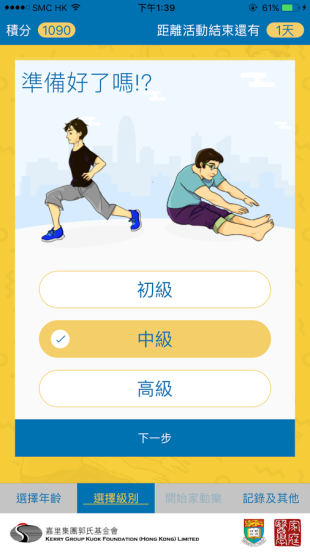 SMC HK 下午1:39 61%
積分 1090 距離活動結束還有 1天
準備好了嗎!?
初級
中級
高級
下一步
選擇年齡 選擇級別 開始家動樂 記錄及其他
嘉里集團郭氏基金會
KERRY GROUP KUOK FOUNDATION (HONG KONG) LIMITED